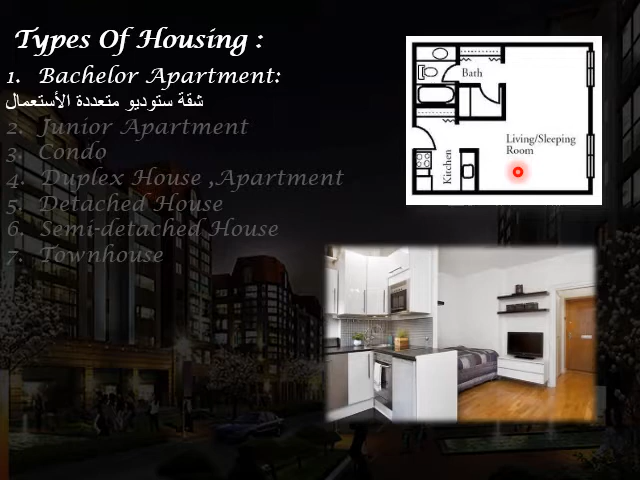 Types Of Housing :
1. Bachelor Apartment:
شقة ستوديو متعددة الأستعمال
2. Junior Apartment
3. Condo
4. Duplex House ,Apartment
5. Detached House
6. Semi-detached House
7. Townhouse
Bath
Living/Sleeping
Room
Kitchen